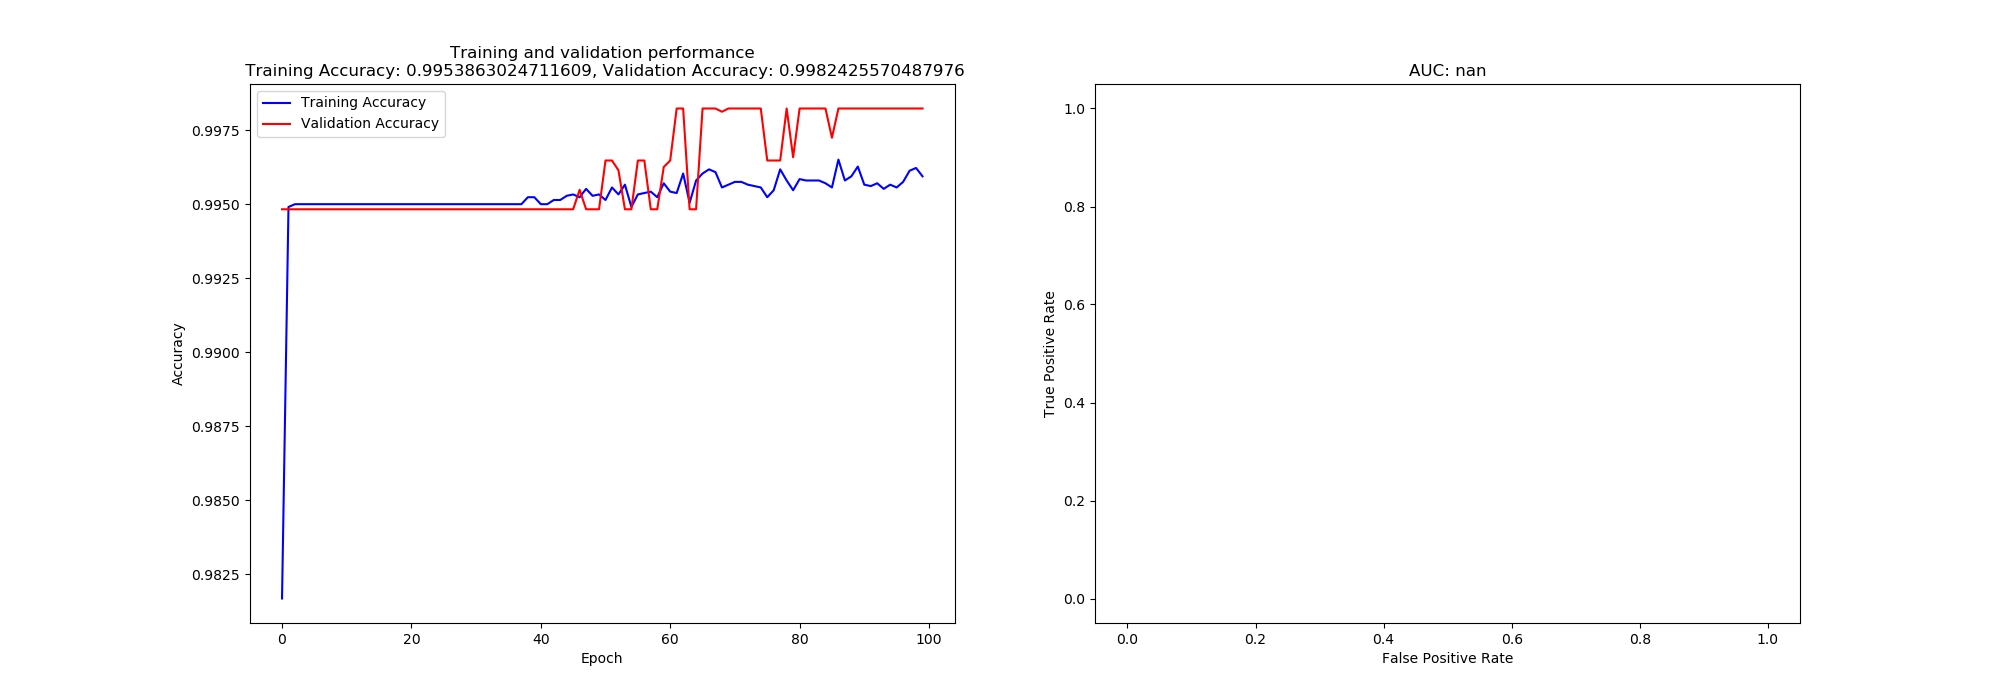 Training and validation performance
Training Accuracy: 0.9953863024711609, Validation Accuracy: 0.9982425570487976
Training Accuracy
Validation Accuracy
0.9975
0.9950
0.9925
0.9900
0.9875
0.9850
0.9825
Accuracy
0 20 40 60 80 100
Epoch
AUC: nan
1.0
0.8
0.6
0.4
0.2
0.0
True Positive Rate
0.0 0.2 0.4 0.6 0.8 1.0
False Positive Rate